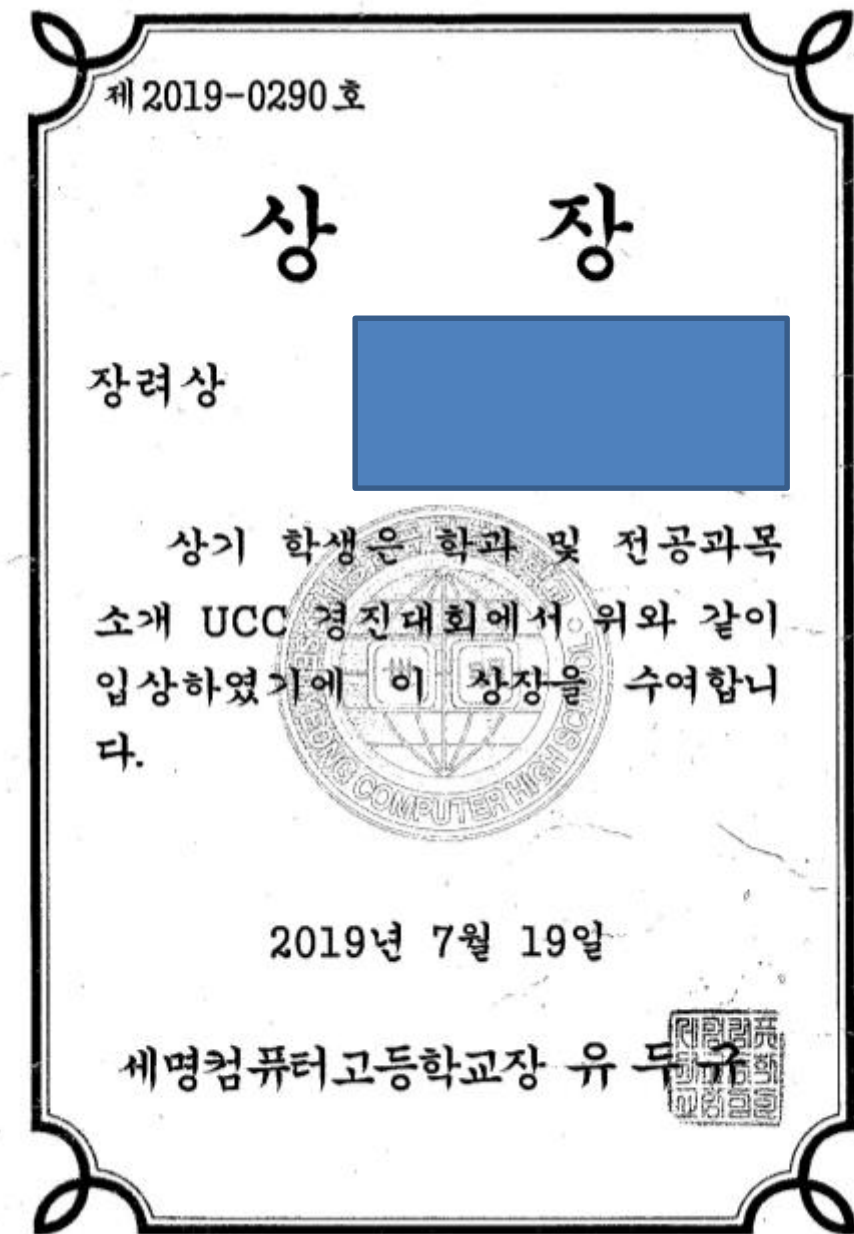 제2019-0290호
상 장
장려상
상기 학생은 학과 및 전공과목
소개 UCC 경진대회에서 위와 같이
입상하였기에 이 상장을 수여합니
다.
COMPUTER HIGH SCHOOL
2019년 7월 19일
세명컴퓨터고등학교장 유두규